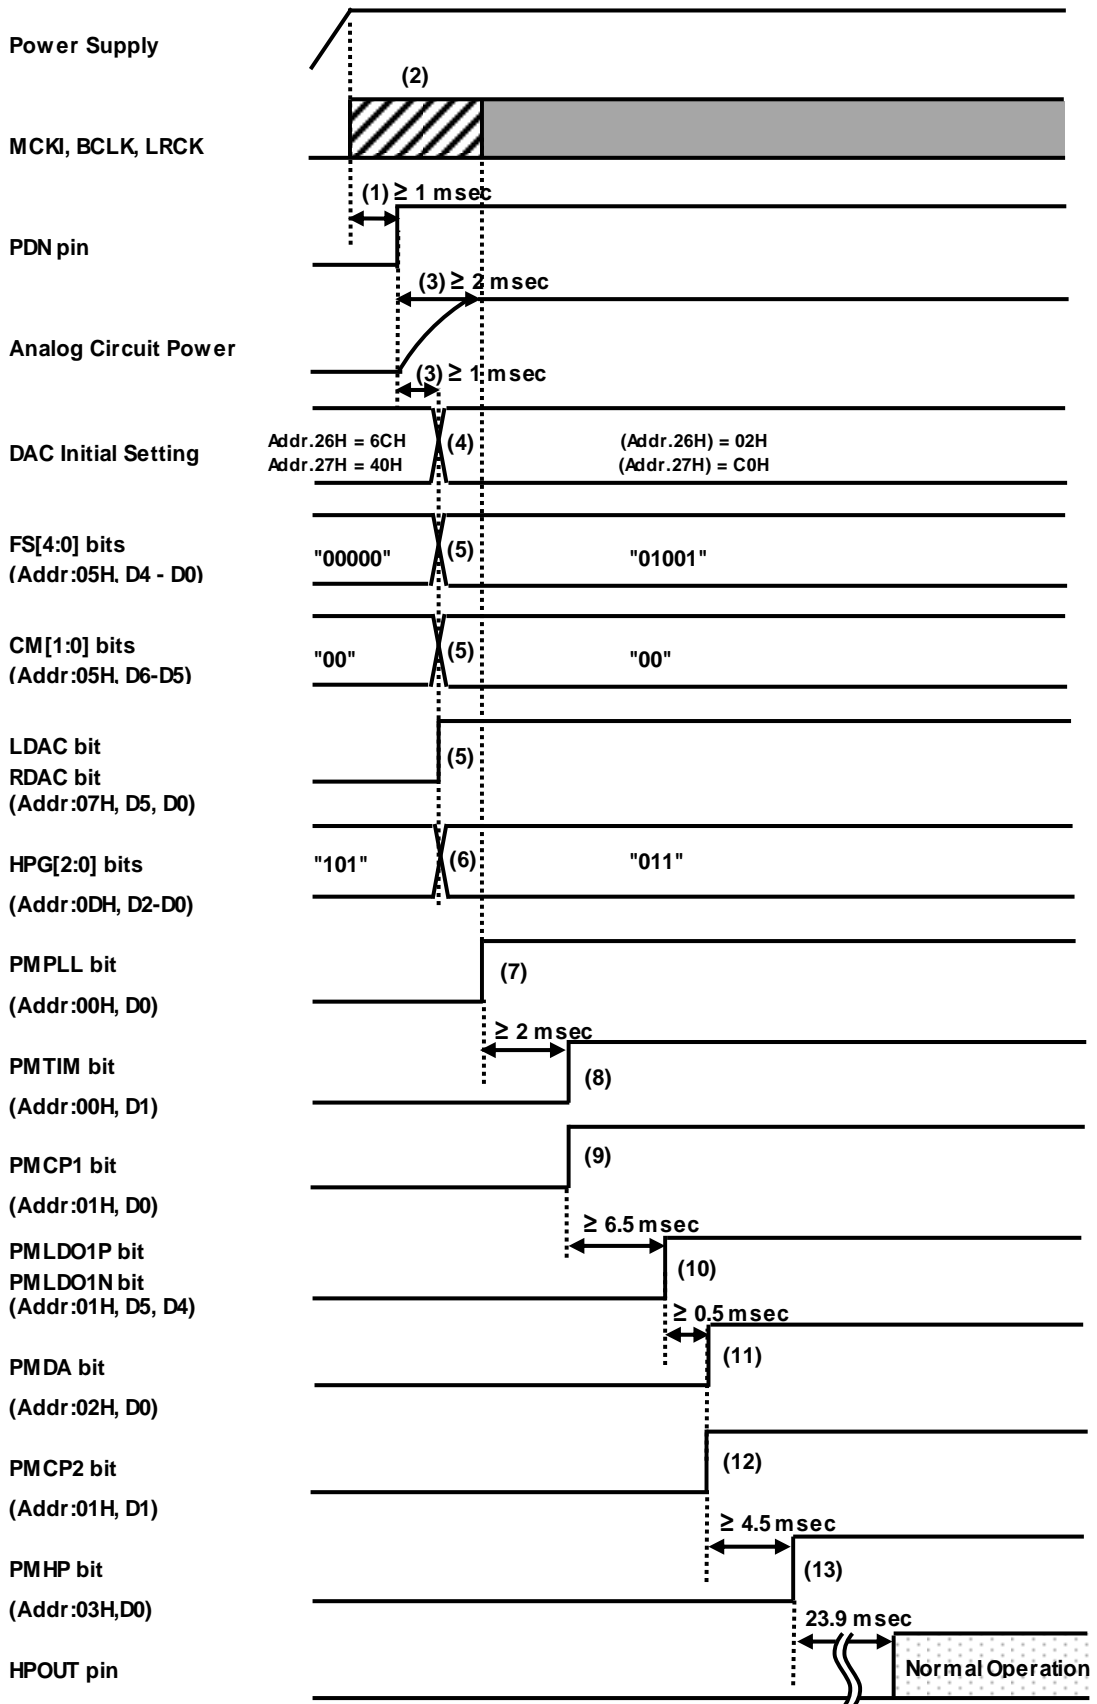 Power Supply
(2)
MCKI, BCLK, LRCK
(1) ≥ 1 msec
PDN pin
(3) ≥ 2 msec
Analog Circuit Power
(3) ≥ 1 msec
DAC Initial Setting
Addr.26H = 6CH
Addr.27H = 40H
(4)
(Addr.26H) = 02H
(Addr.27H) = C0H
FS[4:0] bits
(Addr:05H, D4 - D0)
"00000"
(5)
"01001"
CM[1:0] bits
(Addr:05H, D6-D5)
"00"
(5)
"00"
LDAC bit
RDAC bit
(Addr:07H, D5, D0)
(5)
HPG[2:0] bits
(Addr:0DH, D2-D0)
"101"
(6)
"011"
PMPLL bit
(Addr:00H, D0)
(7)
≥ 2 msec
PMTIM bit
(Addr:00H, D1)
(8)
PMCP1 bit
(Addr:01H, D0)
(9)
≥ 6.5 msec
PMLDO1P bit
PMLDO1N bit
(Addr:01H, D5, D4)
(10)
≥ 0.5 msec
PMDA bit
(Addr:02H, D0)
(11)
PMCP2 bit
(Addr:01H, D1)
(12)
≥ 4.5 msec
PMHP bit
(Addr:03H,D0)
(13)
23.9 msec
HPOUT pin
Normal Operation